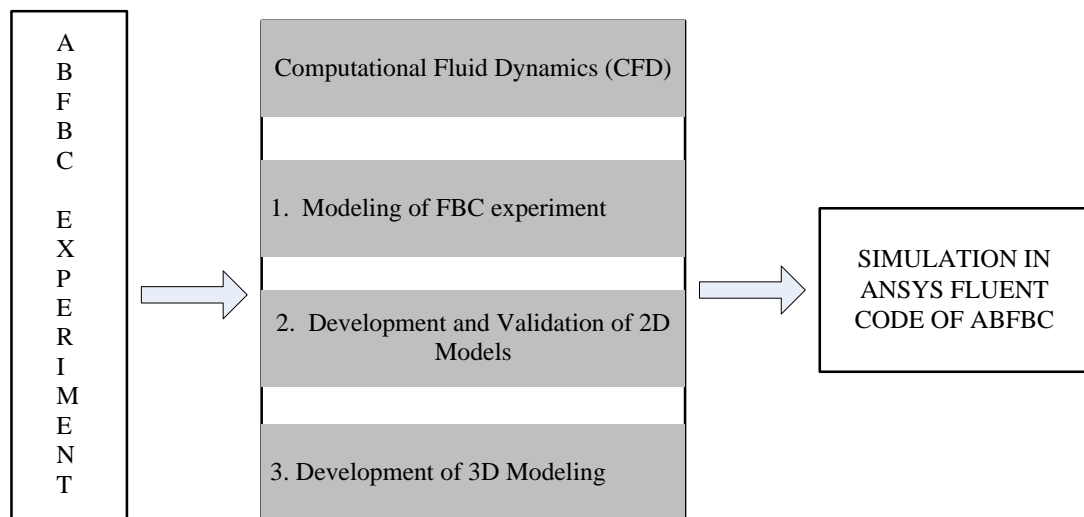 A
B
F
B
C
E
X
P
E
R
I
M
E
N
T
Computational Fluid Dynamics (CFD)
1. Modeling of FBC experiment
2. Development and Validation of 2D
Models
3. Development of 3D Modeling
SIMULATION IN
ANSYS FLUENT
CODE OF ABFBC